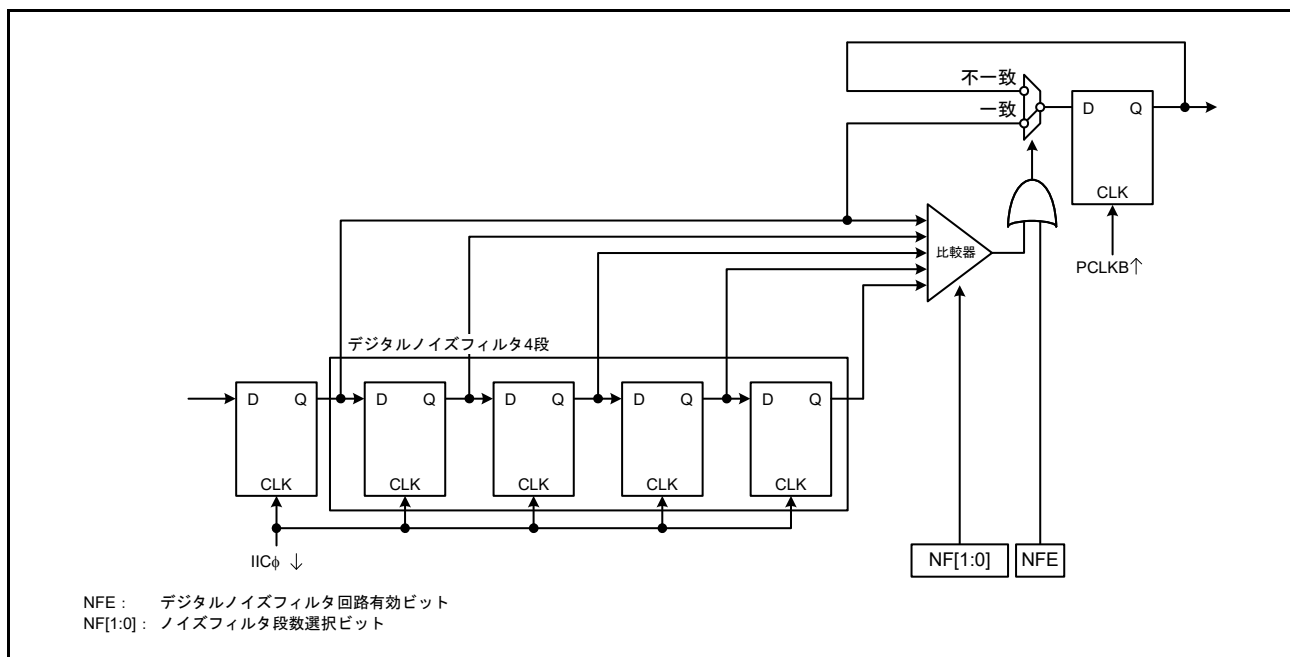 不一致
一致
D Q
CLK
PCLKB↑
比較器
デジタルノイズフィルタ4段
D Q
CLK
D Q
CLK
D Q
CLK
D Q
CLK
D Q
CLK
IICφ ↓
NF[1:0]
NFE
NFE : デジタルノイズフィルタ回路有効ビット
NF[1:0] : ノイズフィルタ段数選択ビット